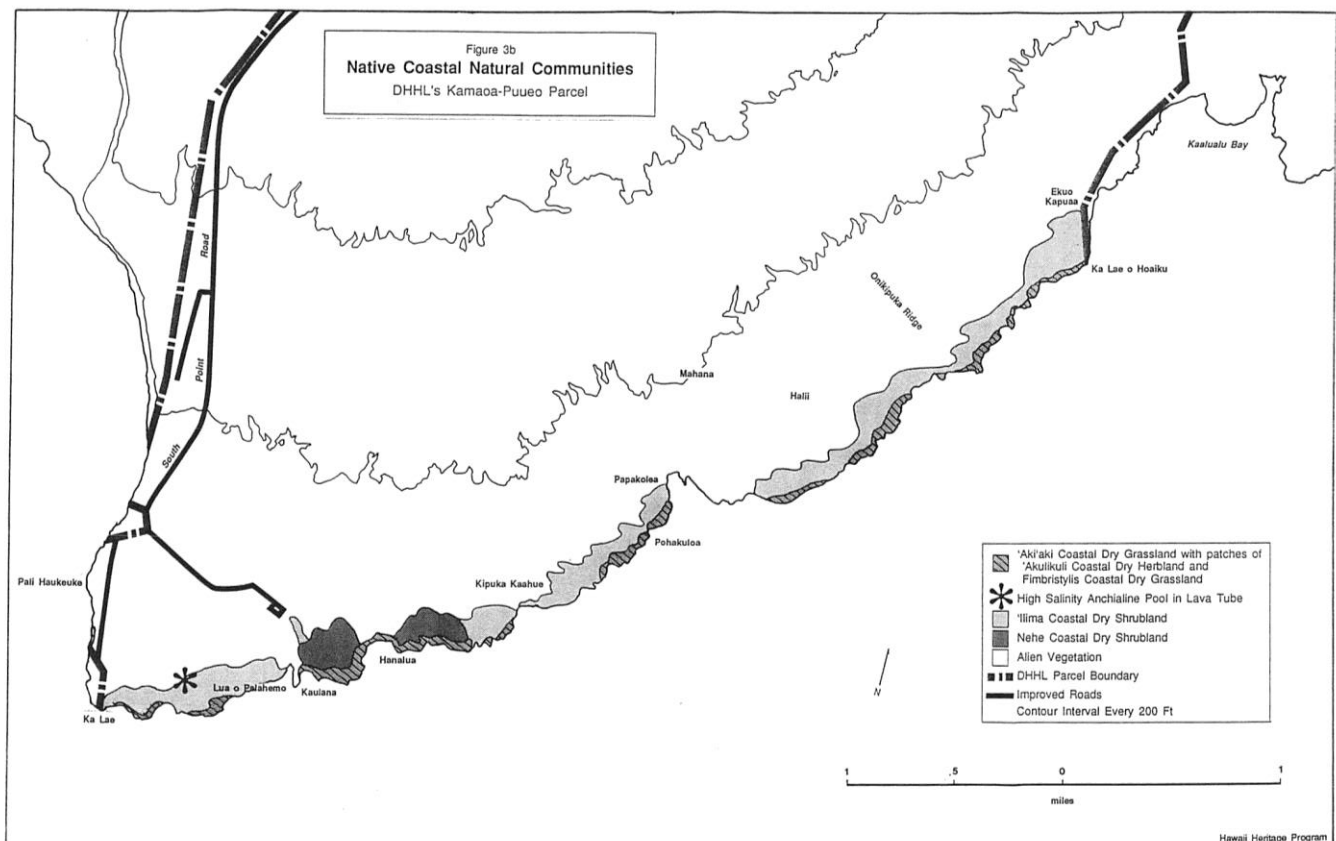 Figure 3b
Native Coastal Natural Communities
DHHL's Kamaoa-Puueo Parcel
Kaalualu Bay
Ekuo
Kapuaa
Road
Ka Lae o Hoaiku
Onikipuka Ridge
Point
Mahana
Halii
South
Papakolea
Pohakuloa
Pali Haukeuke
Kipuka Kaahue
Hanalua
Lua o Palahemo
Kauiana
Ka Lae
N
'Aki'aki Coastal Dry Grassland with patches of
'Akulikuli Coastal Dry Herbland and
Fimbristylis Coastal Dry Grassland
High Salinity Anchialine Pool in Lava Tube
'Ilima Coastal Dry Shrubland
Nehe Coastal Dry Shrubland
Alien Vegetation
DHHL Parcel Boundary
Improved Roads
Contour Interval Every 200 Ft
1 .5 0 1
miles
Hawaii Heritage Program